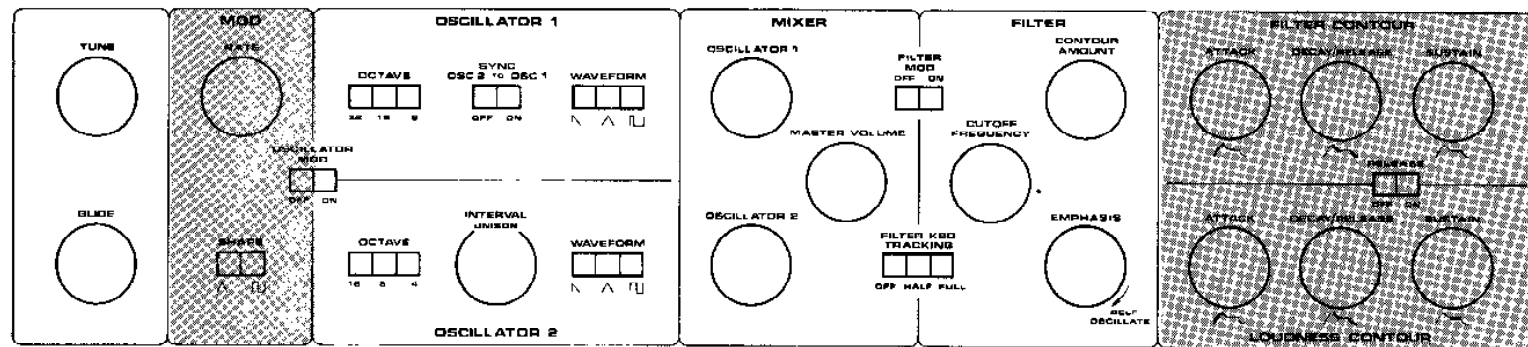 TUNE
GLIDE
MOD
RATE
OSCILLATOR
MOD
OFF ON
SHAPE
OSCILLATOR 1
OCTAVE
32 16 8
SYNC
OSC 2 TO OSC 1
OFF ON
WAVEFORM
OCTAVE
16 8 4
INTERVAL
UNISON
WAVEFORM
OSCILLATOR 2
MIXER
OSCILLATOR 1
MASTER VOLUME
OSCILLATOR 2
FILTER
FILTER
MOD
OFF ON
CONTOUR
AMOUNT
CUTOFF
FREQUENCY
FILTER KBD
TRACKING
OFF HALF FULL
EMPHASIS
SELF
OSCILLATE
FILTER CONTOUR
ATTACK DECAY/RELEASE SUSTAIN
RELEASE
OFF ON
ATTACK DECAY/RELEASE SUSTAIN
LOUDNESS CONTOUR